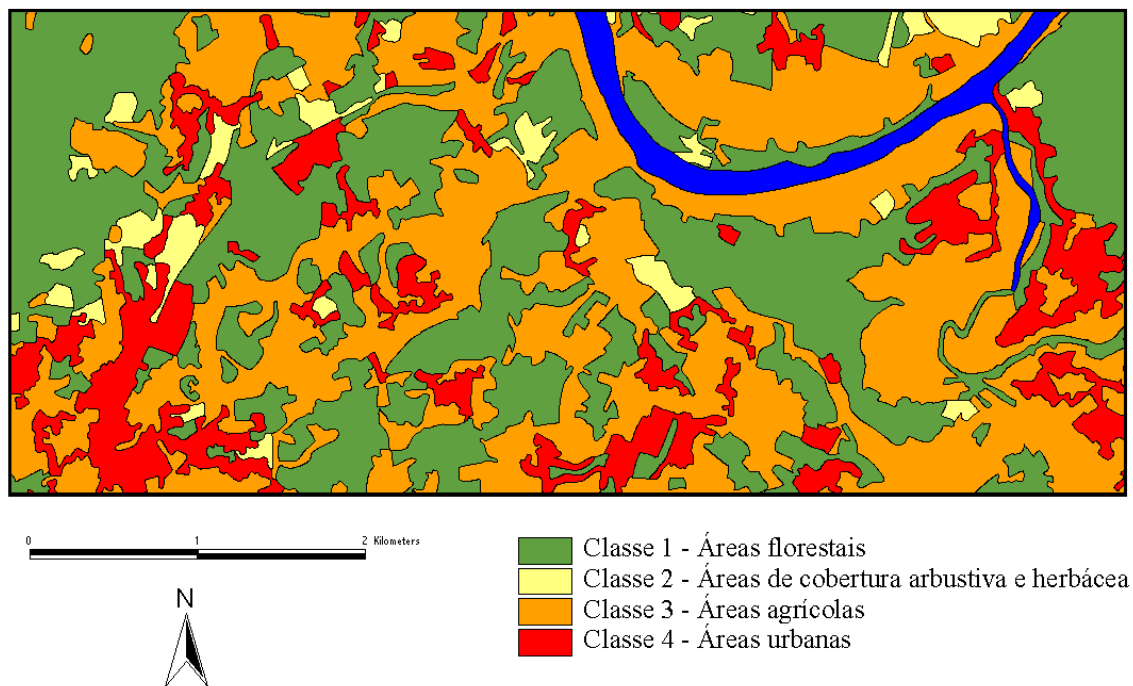 0 1 2 Kilometers
N
Classe 1 - Áreas florestais
Classe 2 - Áreas de cobertura arbustiva e herbácea
Classe 3 - Áreas agrícolas
Classe 4 - Áreas urbanas